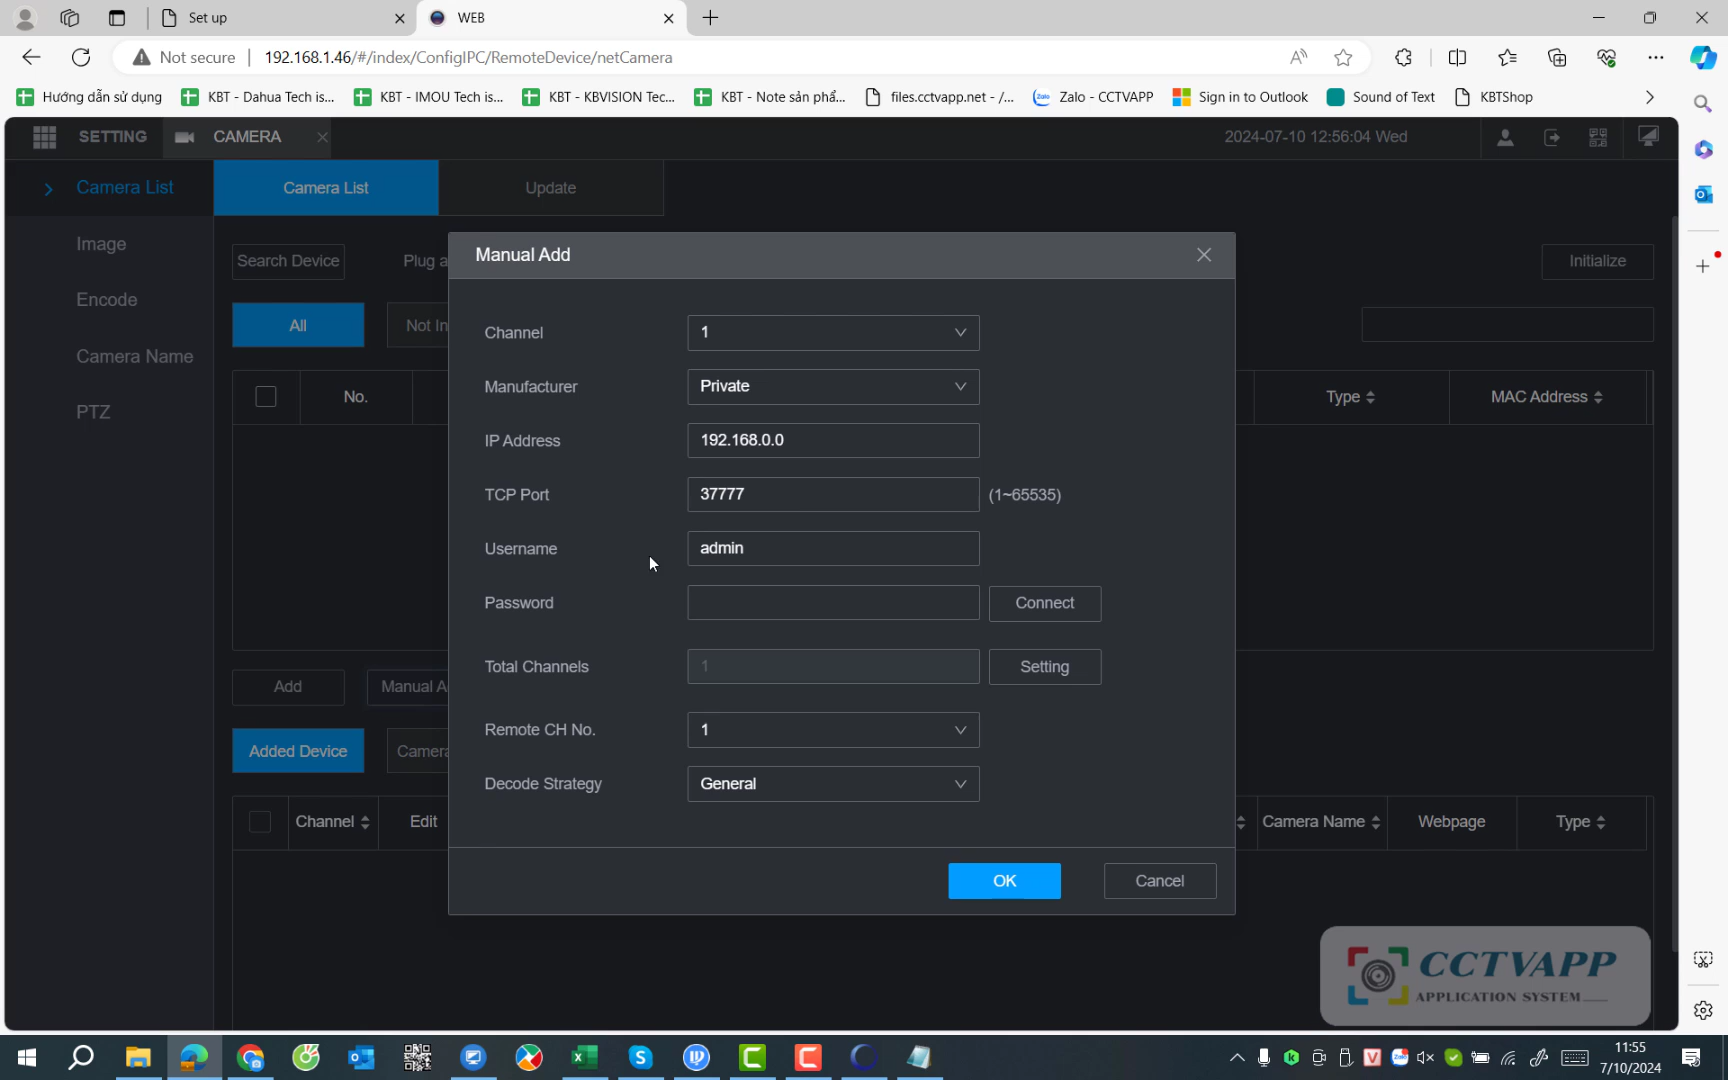 Set up
WEB
Not secure
192.168.1.46/#/index/ConfigIPC/RemoteDevice/netCamera
Hướng dẫn sử dụng
KBT - Dahua Tech is...
KBT - IMOU Tech is...
KBT - KBVISION Tec...
KBT - Note sản phẩ...
files.cctvapp.net - /...
Zalo - CCTVAPP
Sign in to Outlook
Sound of Text
KBTShop
SETTING
CAMERA
2024-07-10 12:56:04 Wed
Camera List
Camera List
Update
Image
Encode
Camera Name
PTZ
Search Device
Plug a
Initialize
All
Not In
No.
Type
MAC Address
Manual Add
Channel
1
Manufacturer
Private
IP Address
192.168.0.0
TCP Port
37777
(1~65535)
Username
admin
Password
Connect
Total Channels
1
Setting
Remote CH No.
1
Decode Strategy
General
OK
Cancel
Add
Manual A
Added Device
Camera
Channel
Edit
Camera Name
Webpage
Type
CCTVAPP
APPLICATION SYSTEM
11:55
7/10/2024